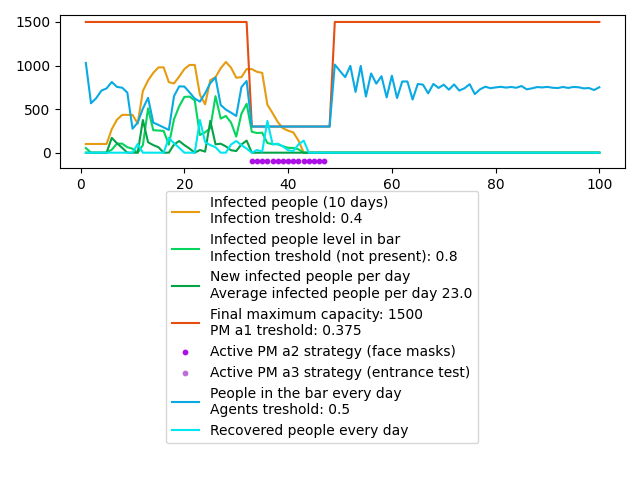 1500
1000
500
0
0 20 40 60 80 100
Infected people (10 days)
Infection treshold: 0.4
Infected people level in bar
Infection treshold (not present): 0.8
New infected people per day
Average infected people per day 23.0
Final maximum capacity: 1500
PM a1 treshold: 0.375
Active PM a2 strategy (face masks)
Active PM a3 strategy (entrance test)
People in the bar every day
Agents treshold: 0.5
Recovered people every day